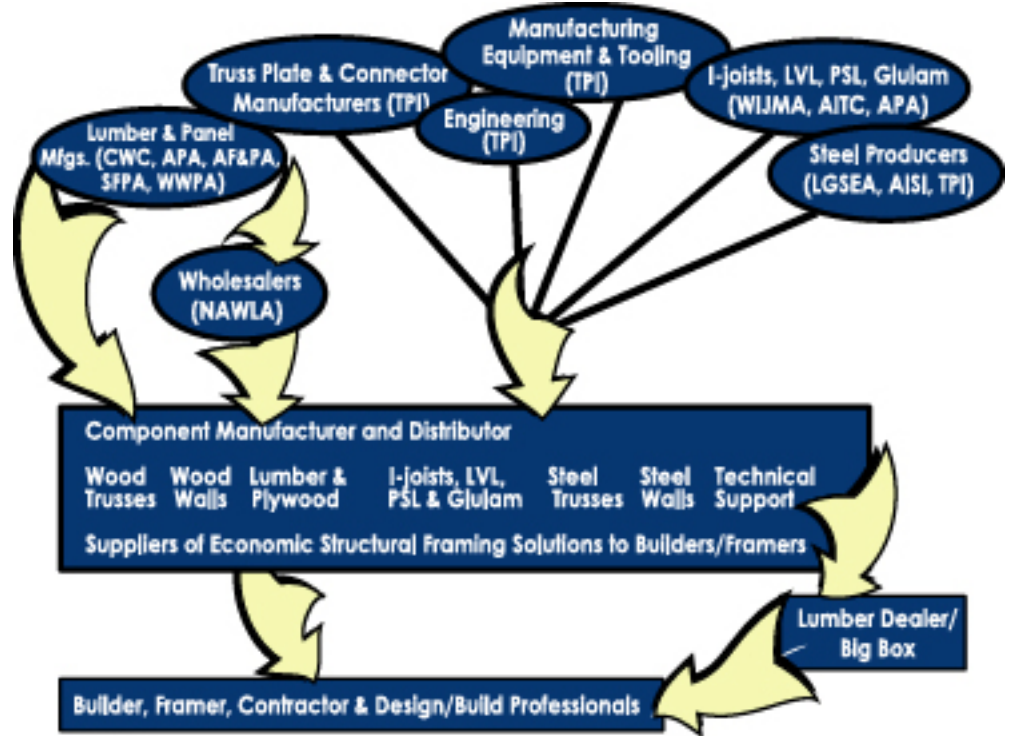 Manufacturing
Equipment & Tooling
(TPI)
Truss Plate & Connector
Manufacturers (TPI)
I-joists, LVL, PSL, Glulam
(WIJMA, AITC, APA)
Engineering
(TPI)
Lumber & Panel
Mfgs. (CWC, APA, AF&PA,
SFPA, WWPA)
Steel Producers
(LGSEA, AISI, TPI)
Wholesalers
(NAWLA)
Component Manufacturer and Distributor
Wood
Trusses
Wood
Walls
Lumber &
Plywood
I-joists, LVL,
PSL & Glulam
Steel
Trusses
Steel
Walls
Technical
Support
Suppliers of Economic Structural Framing Solutions to Builders/Framers
Lumber Dealer/
Big Box
Builder, Framer, Contractor & Design/Build Professionals